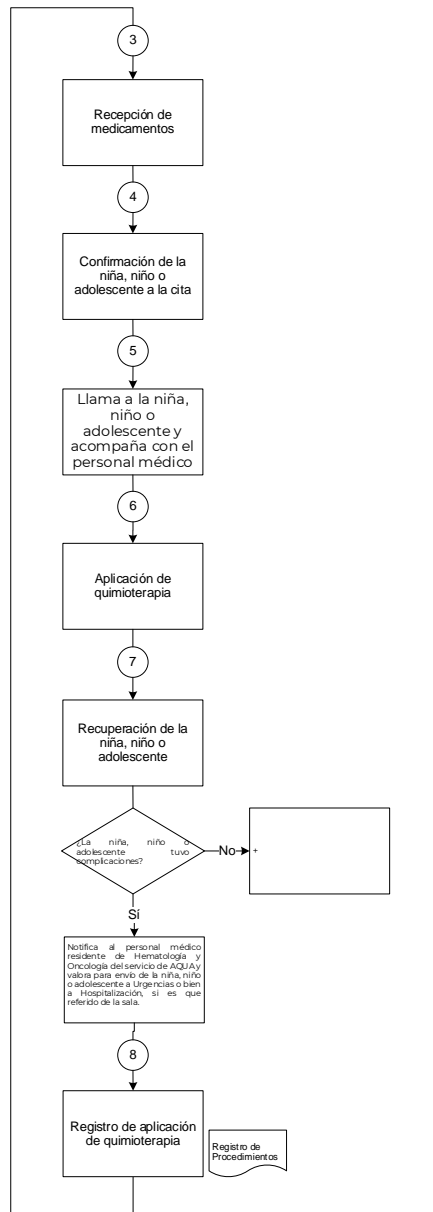 3
Recepción de
medicamentos
4
Confirmación de la
niña, niño o
adolescente a la cita
5
Llama a la niña,
niño o
adolescente y
acompaña con el
personal médico
6
Aplicación de
quimioterapia
7
Recuperación de la
niña, niño o
adolescente
¿La niña, niño o
adolescente tuvo
complicaciones?
No
+
Sí
Notifica al personal médico
residente de Hematología y
Oncología del servicio de AQUA y
valora para envío de la niña, niño
o adolescente a Urgencias o bien
a Hospitalización, si es que
referido de la sala.
8
Registro de aplicación
de quimioterapia
Registro de
Procedimientos